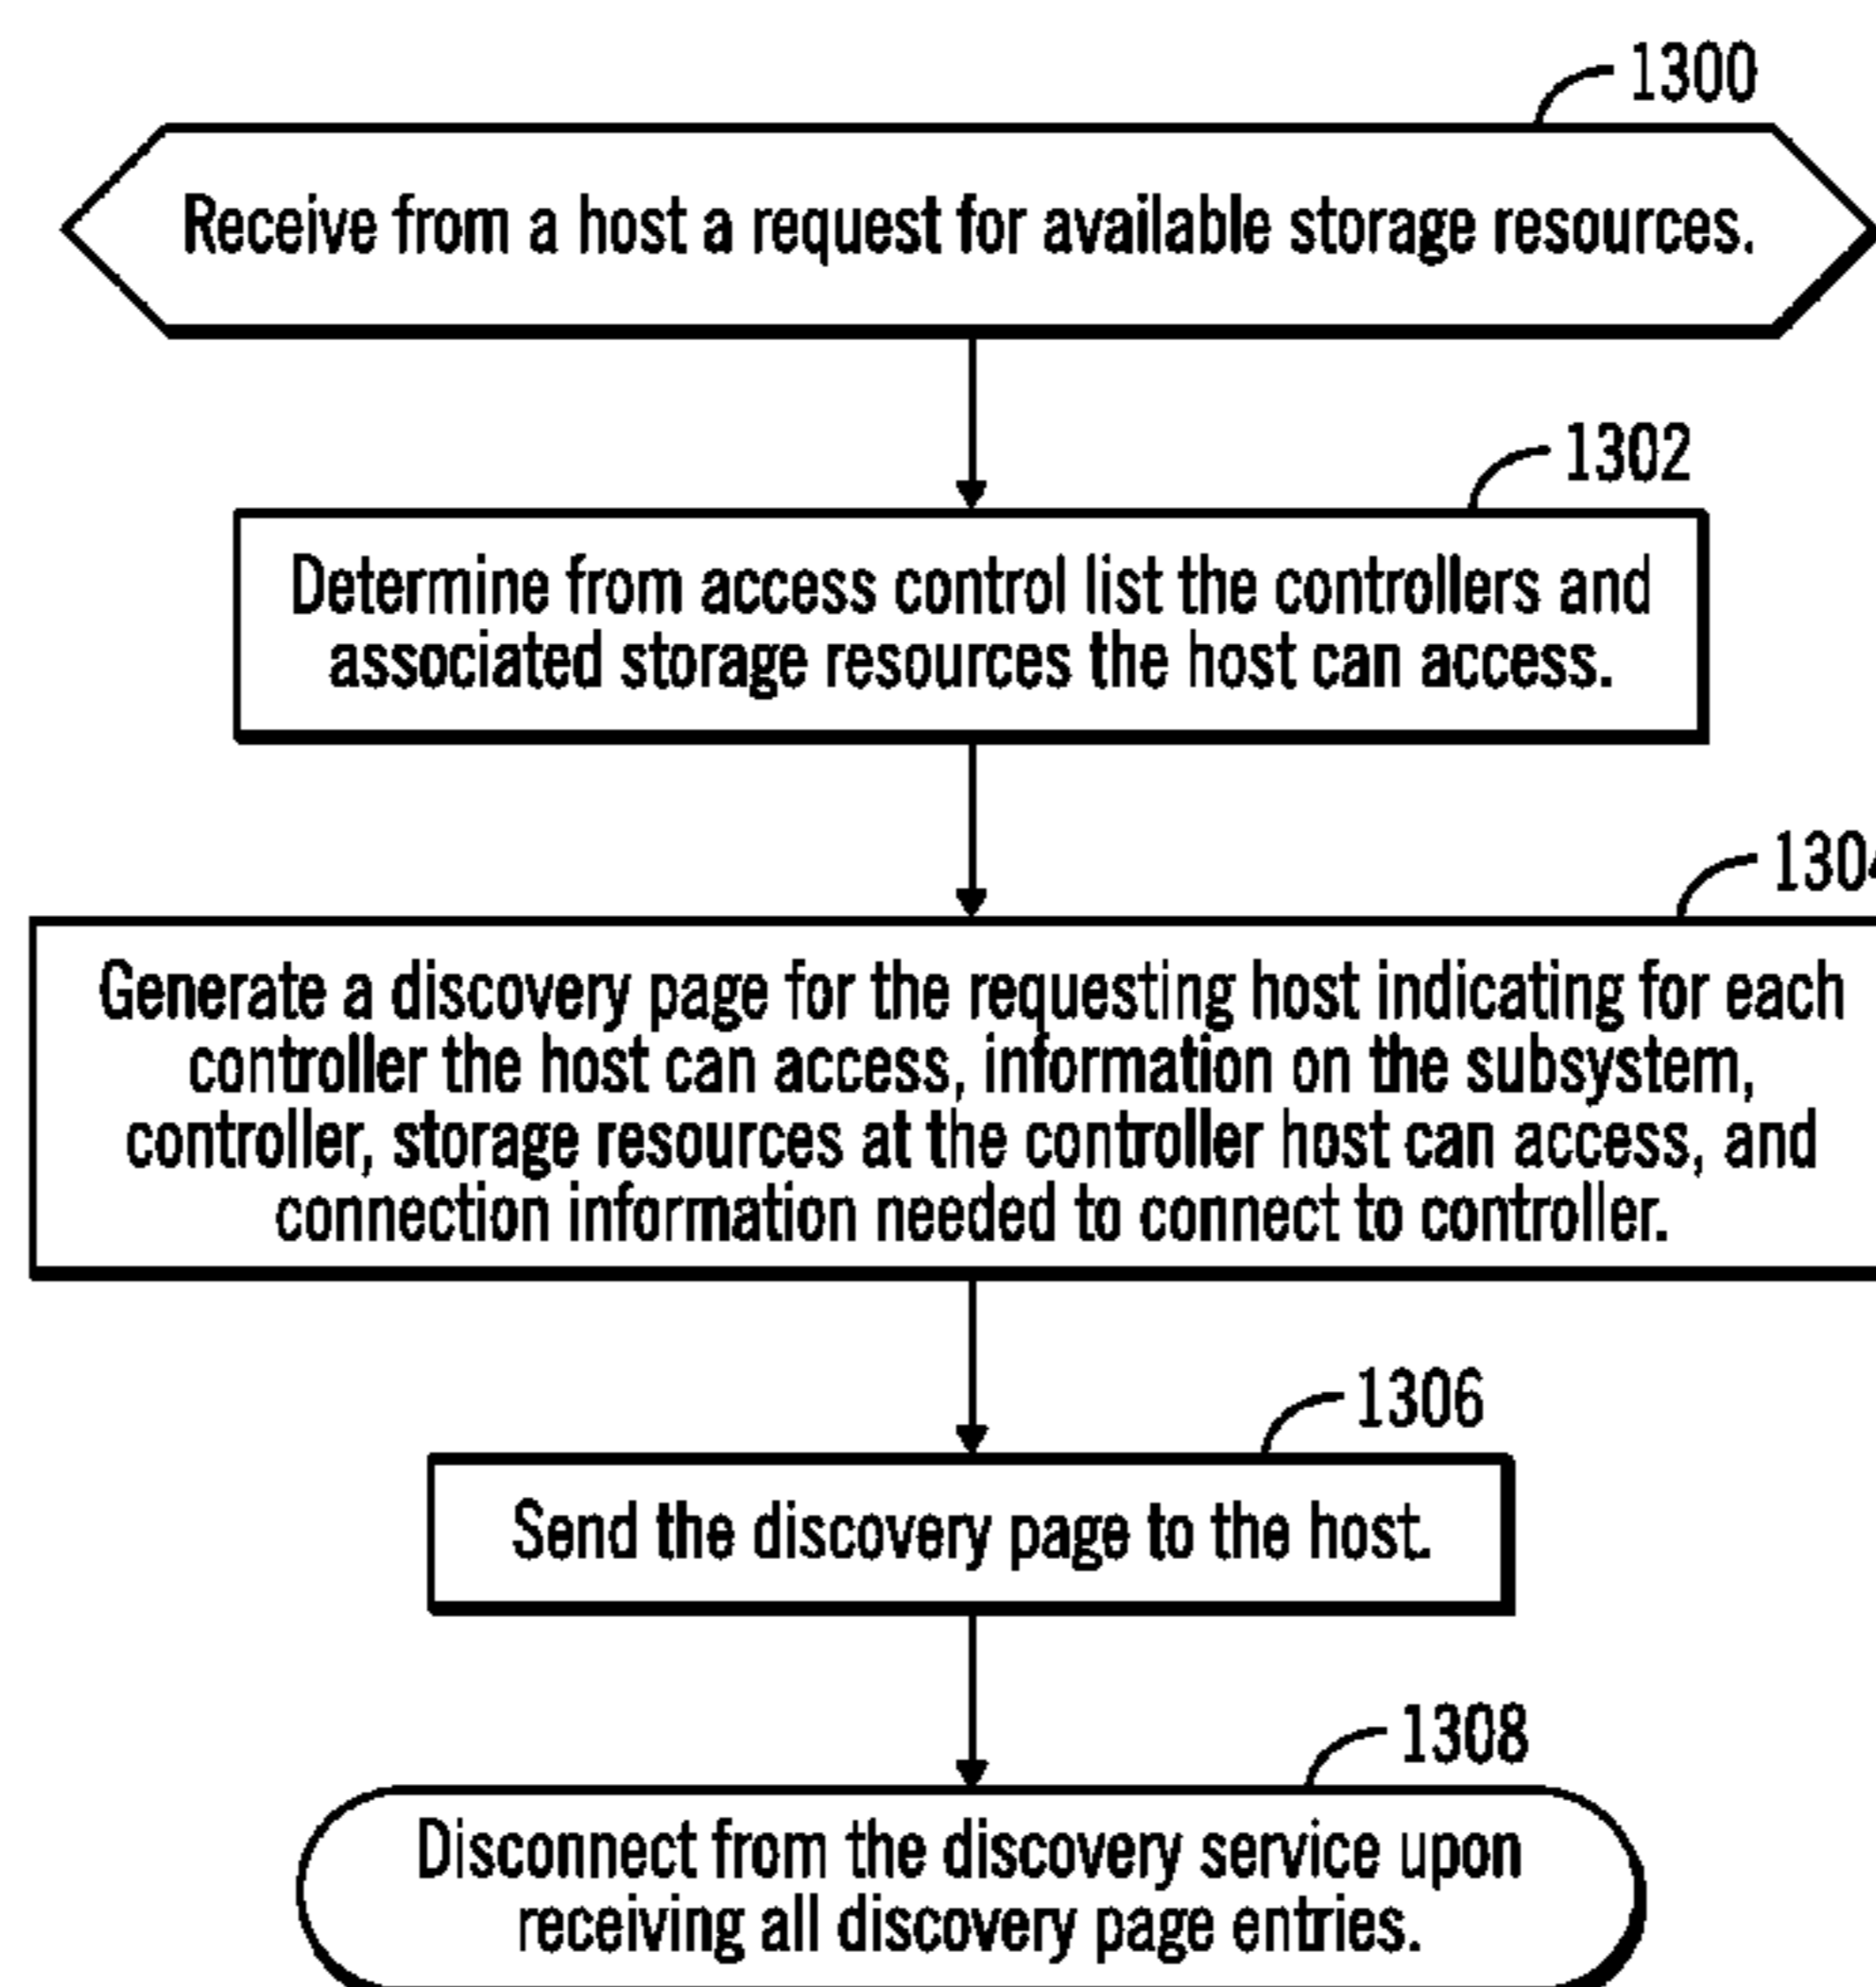 1300
Receive from a host a request for available storage resources.
1302
Determine from access control list the controllers and
associated storage resources the host can access.
1304
Generate a discovery page for the requesting host indicating for each
controller the host can access, information on the subsystem,
controller, storage resources at the controller host can access, and
connection information needed to connect to controller.
1306
Send the discovery page to the host.
1308
Disconnect from the discovery service upon
receiving all discovery page entries.